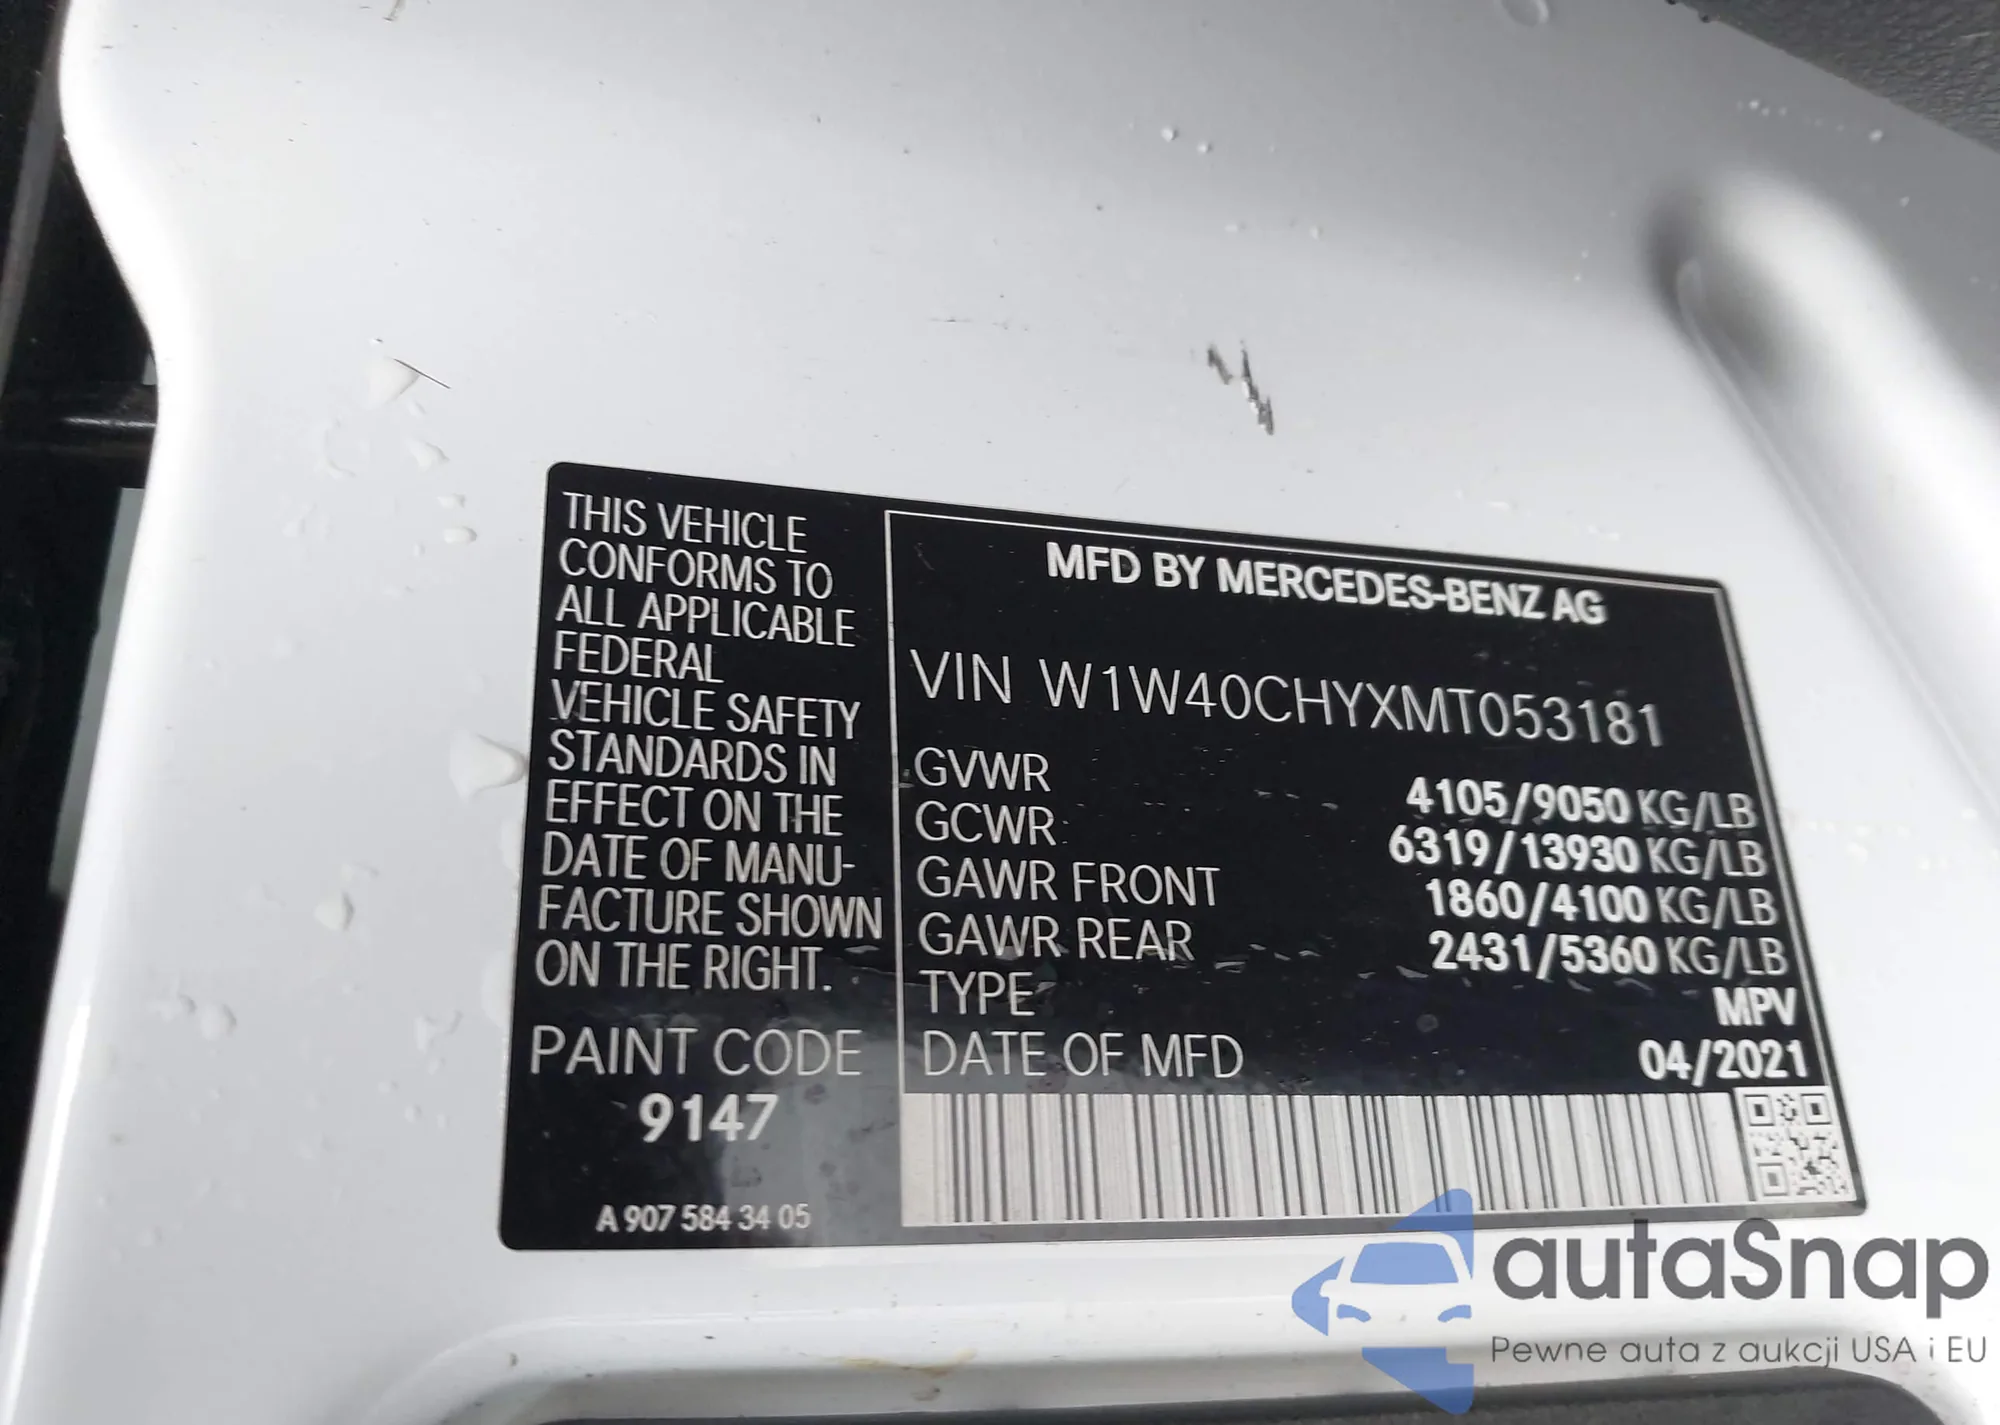 THIS VEHICLE
CONFORMS TO
ALL APPLICABLE
FEDERAL
VEHICLE SAFETY
STANDARDS IN
EFFECT ON THE
DATE OF MANU-
FACTURE SHOWN
ON THE RIGHT.
PAINT CODE
9147
A 907 584 34 05
MFD BY MERCEDES-BENZ AG
VIN W1W40CHYXMT053181
GVWR 4105/9050 KG/LB
GCWR 6319/13930 KG/LB
GAWR FRONT 1860/4100 KG/LB
GAWR REAR 2431/5360 KG/LB
TYPE MPV
DATE OF MFD 04/2021
autaSnap
Pewne auta z aukcji USA i EU